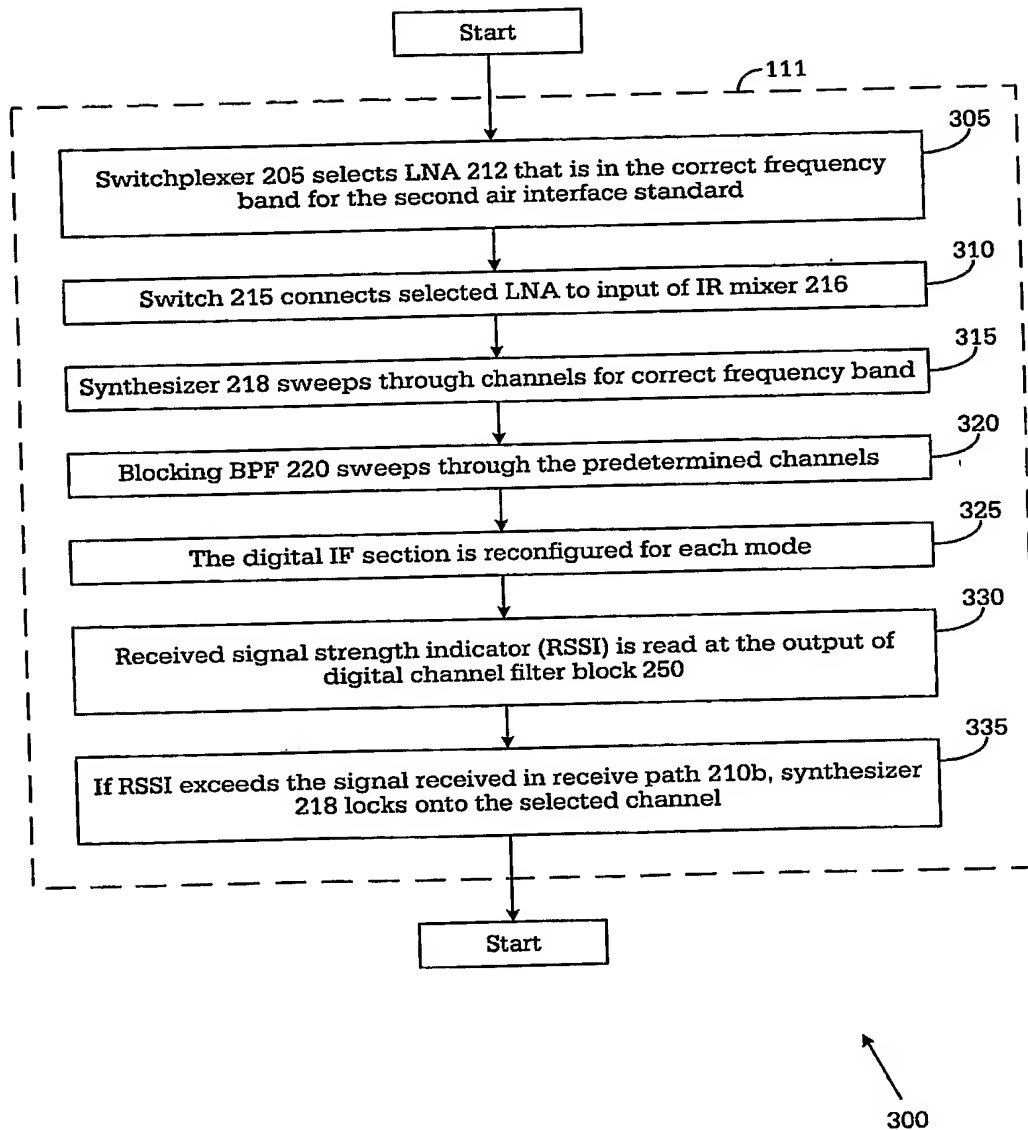 Start
111
305
Switchplexer 205 selects LNA 212 that is in the correct frequency
band for the second air interface standard
310
Switch 215 connects selected LNA to input of IR mixer 216
315
Synthesizer 218 sweeps through channels for correct frequency band
320
Blocking BPF 220 sweeps through the predetermined channels
325
The digital IF section is reconfigured for each mode
330
Received signal strength indicator (RSSI) is read at the output of
digital channel filter block 250
335
If RSSI exceeds the signal received in receive path 210b, synthesizer
218 locks onto the selected channel
Start
300